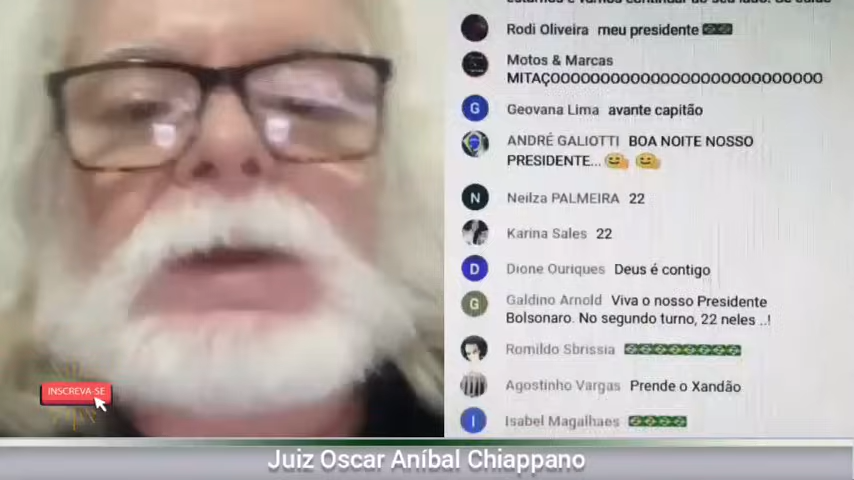 Rodi Oliveira meu presidente
Motos & Marcas
MITAÇOOOOOOOOOOOOOOOOOOOOOOOOOOO
Geovana Lima avante capitão
ANDRÉ GALIOTTI BOA NOITE NOSSO
PRESIDENTE...
Neilza PALMEIRA 22
Karina Sales 22
Dione Ouriques Deus é contigo
Galdino Arnold Viva o nosso Presidente
Bolsonaro. No segundo turno, 22 neles ..!
Romildo Sbrissia
Agostinho Vargas Prende o Xandão
Isabel Magalhaes
INSCREVA-SE
Juiz Oscar Aníbal Chiappano